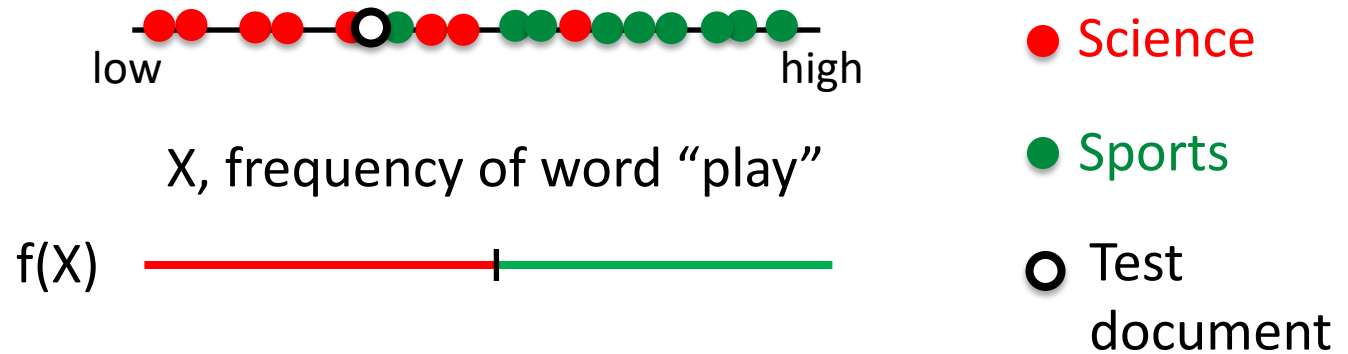 low
high
X, frequency of word “play”
f(X)
Science
Sports
Test
document